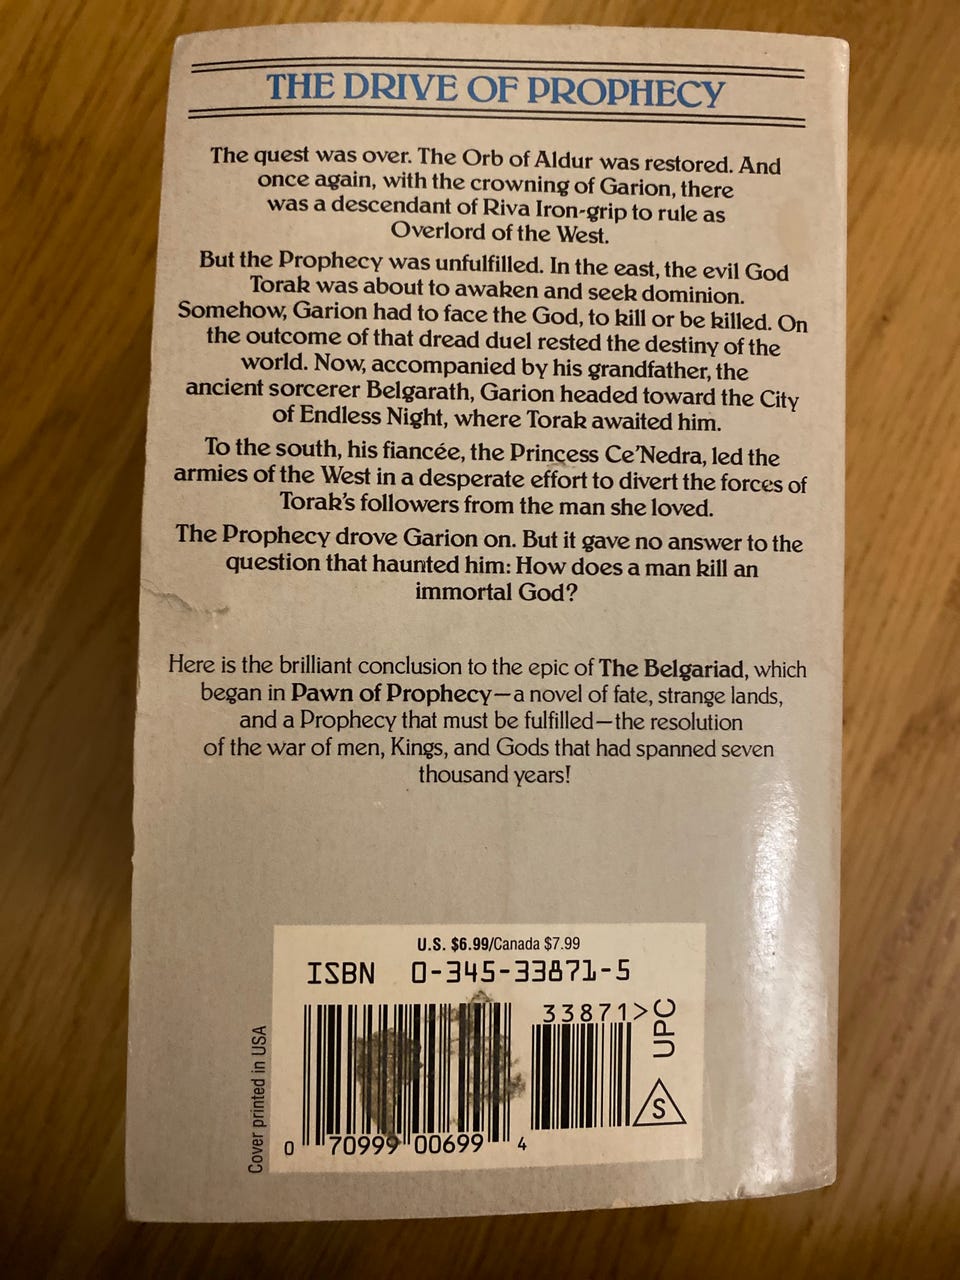 THE DRIVE OF PROPHECY
The quest was over. The Orb of Aldur was restored. And
once again, with the crowning of Garion, there
was a descendant of Riva Iron-grip to rule as
Overlord of the West.
But the Prophecy was unfulfilled. In the east, the evil God
Torak was about to awaken and seek dominion.
Somehow, Garion had to face the God, to kill or be killed. On
the outcome of that dread duel rested the destiny of the
world. Now, accompanied by his grandfather, the
ancient sorcerer Belgarath, Garion headed toward the City
of Endless Night, where Torak awaited him.
To the south, his fiancée, the Princess Ce'Nedra, led the
armies of the West in a desperate effort to divert the forces of
Torak's followers from the man she loved.
The Prophecy drove Garion on. But it gave no answer to the
question that haunted him: How does a man kill an
immortal God?
Here is the brilliant conclusion to the epic of The Belgariad, which
began in Pawn of Prophecy—a novel of fate, strange lands,
and a Prophecy that must be fulfilled—the resolution
of the war of men, Kings, and Gods that had spanned seven
thousand years!
U.S. $6.99/Canada $7.99
ISBN 0-345-33871-5
33871>
UPC
S
0 70999 00699 4
Cover printed in USA